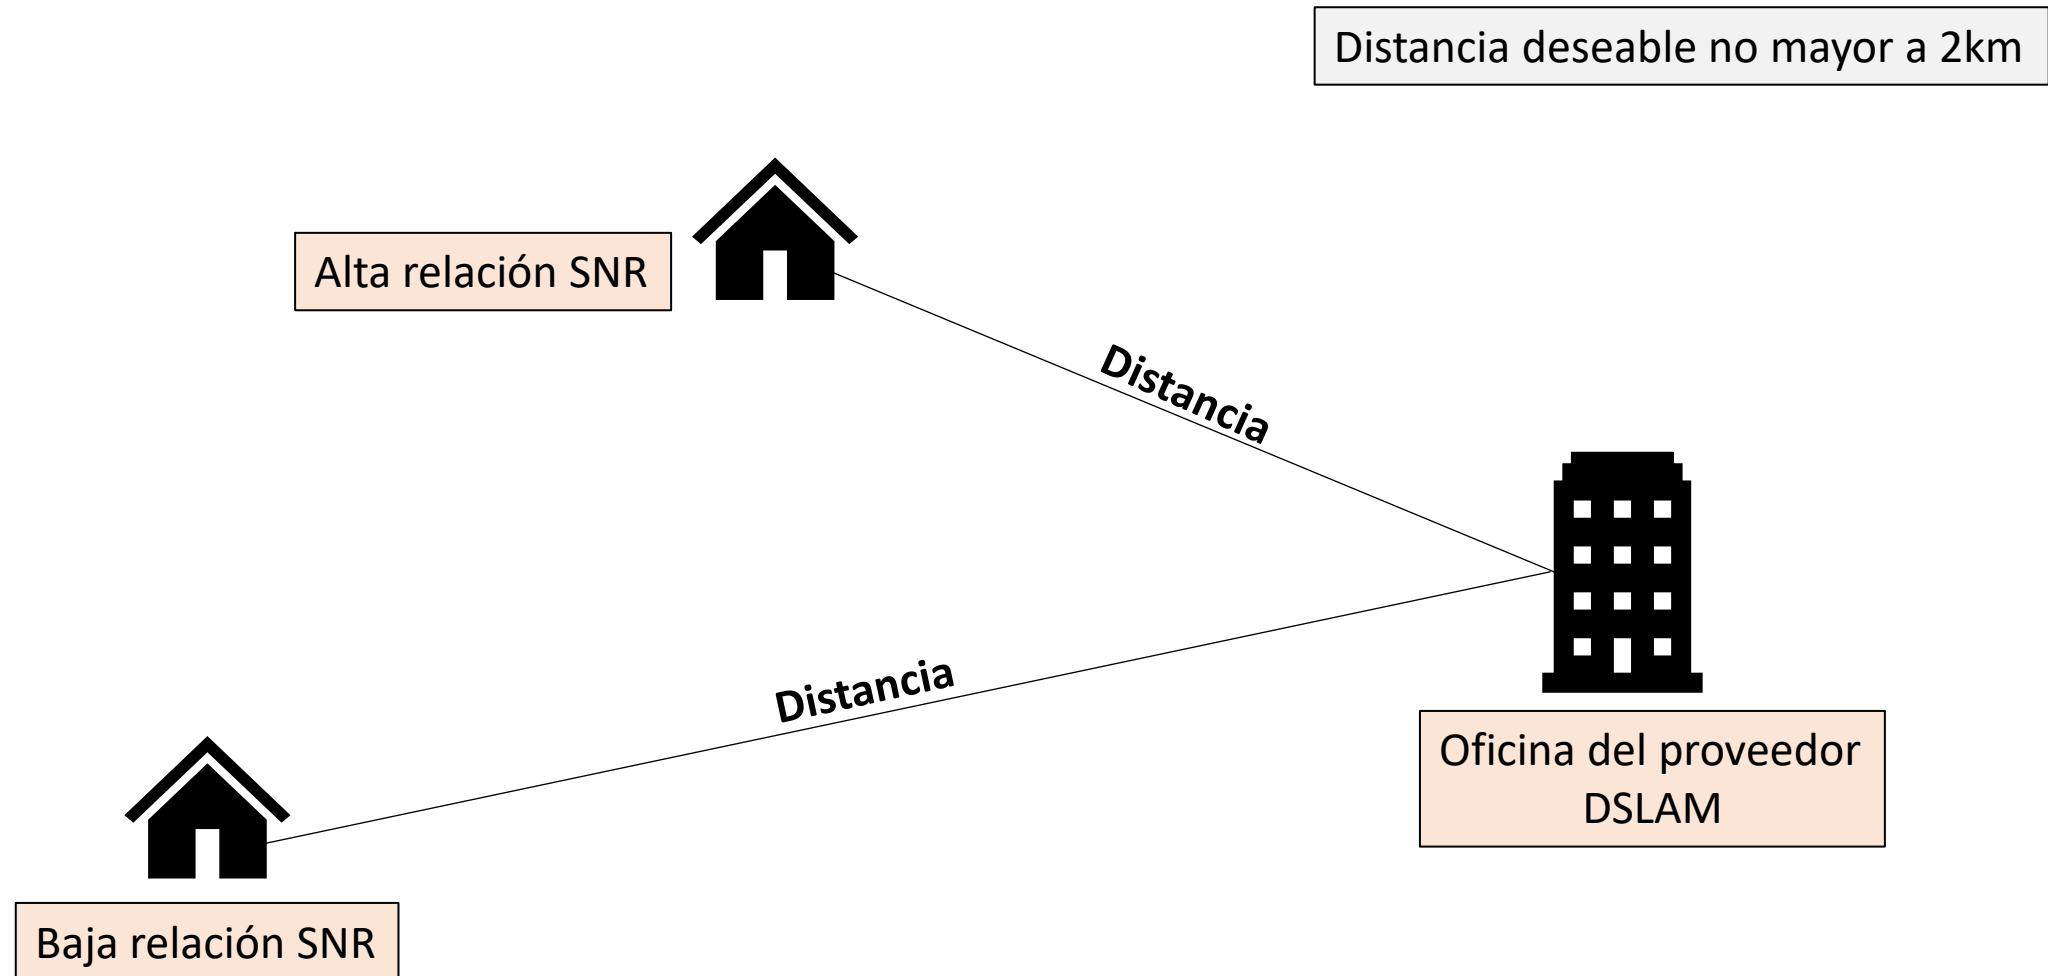 Distancia deseable no mayor a 2km
Alta relación SNR
Distancia
Distancia
Oficina del proveedor
DSLAM
Baja relación SNR